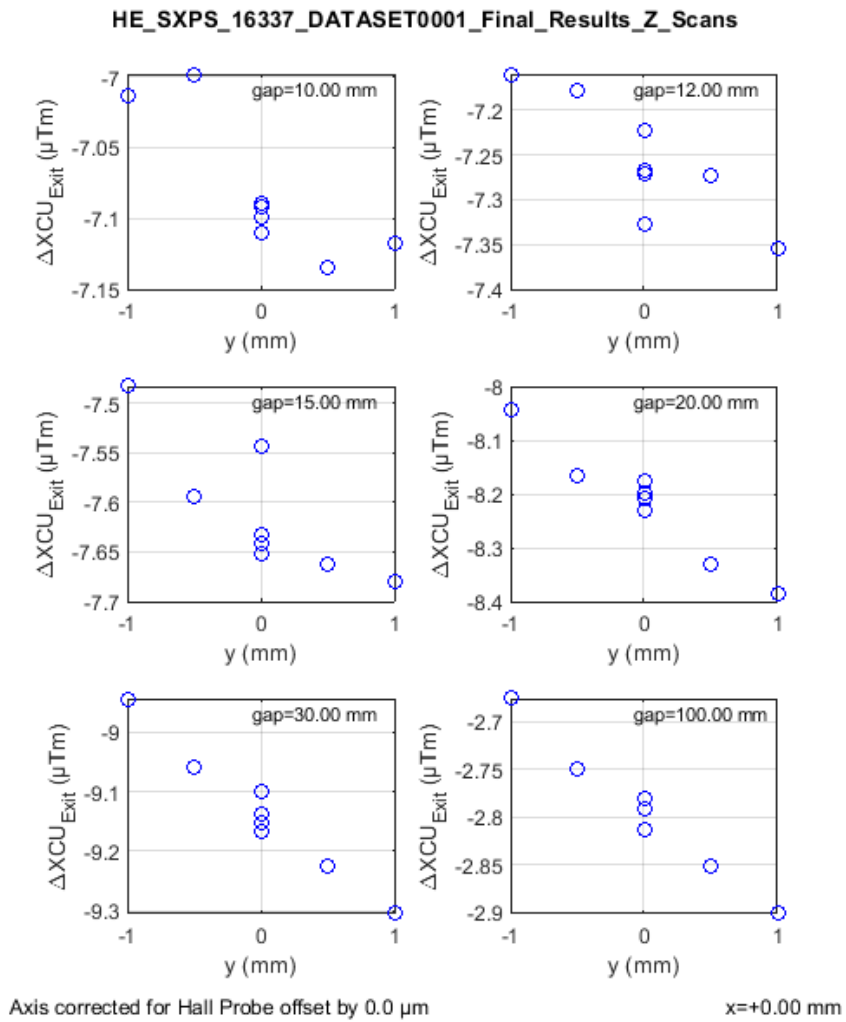 HE_SXPS_16337_DATASET0001_Final_Results_Z_Scans
gap=10.00 mm
-7
-7.05
-7.1
-7.15
ΔXCU_Exit (µTm)
-1 0 1
y (mm)
gap=12.00 mm
-7.2
-7.25
-7.3
-7.35
-7.4
ΔXCU_Exit (µTm)
-1 0 1
y (mm)
gap=15.00 mm
-7.5
-7.55
-7.6
-7.65
-7.7
ΔXCU_Exit (µTm)
-1 0 1
y (mm)
gap=20.00 mm
-8
-8.1
-8.2
-8.3
-8.4
ΔXCU_Exit (µTm)
-1 0 1
y (mm)
gap=30.00 mm
-9
-9.1
-9.2
-9.3
ΔXCU_Exit (µTm)
-1 0 1
y (mm)
gap=100.00 mm
-2.7
-2.75
-2.8
-2.85
-2.9
ΔXCU_Exit (µTm)
-1 0 1
y (mm)
Axis corrected for Hall Probe offset by 0.0 µm
x=+0.00 mm